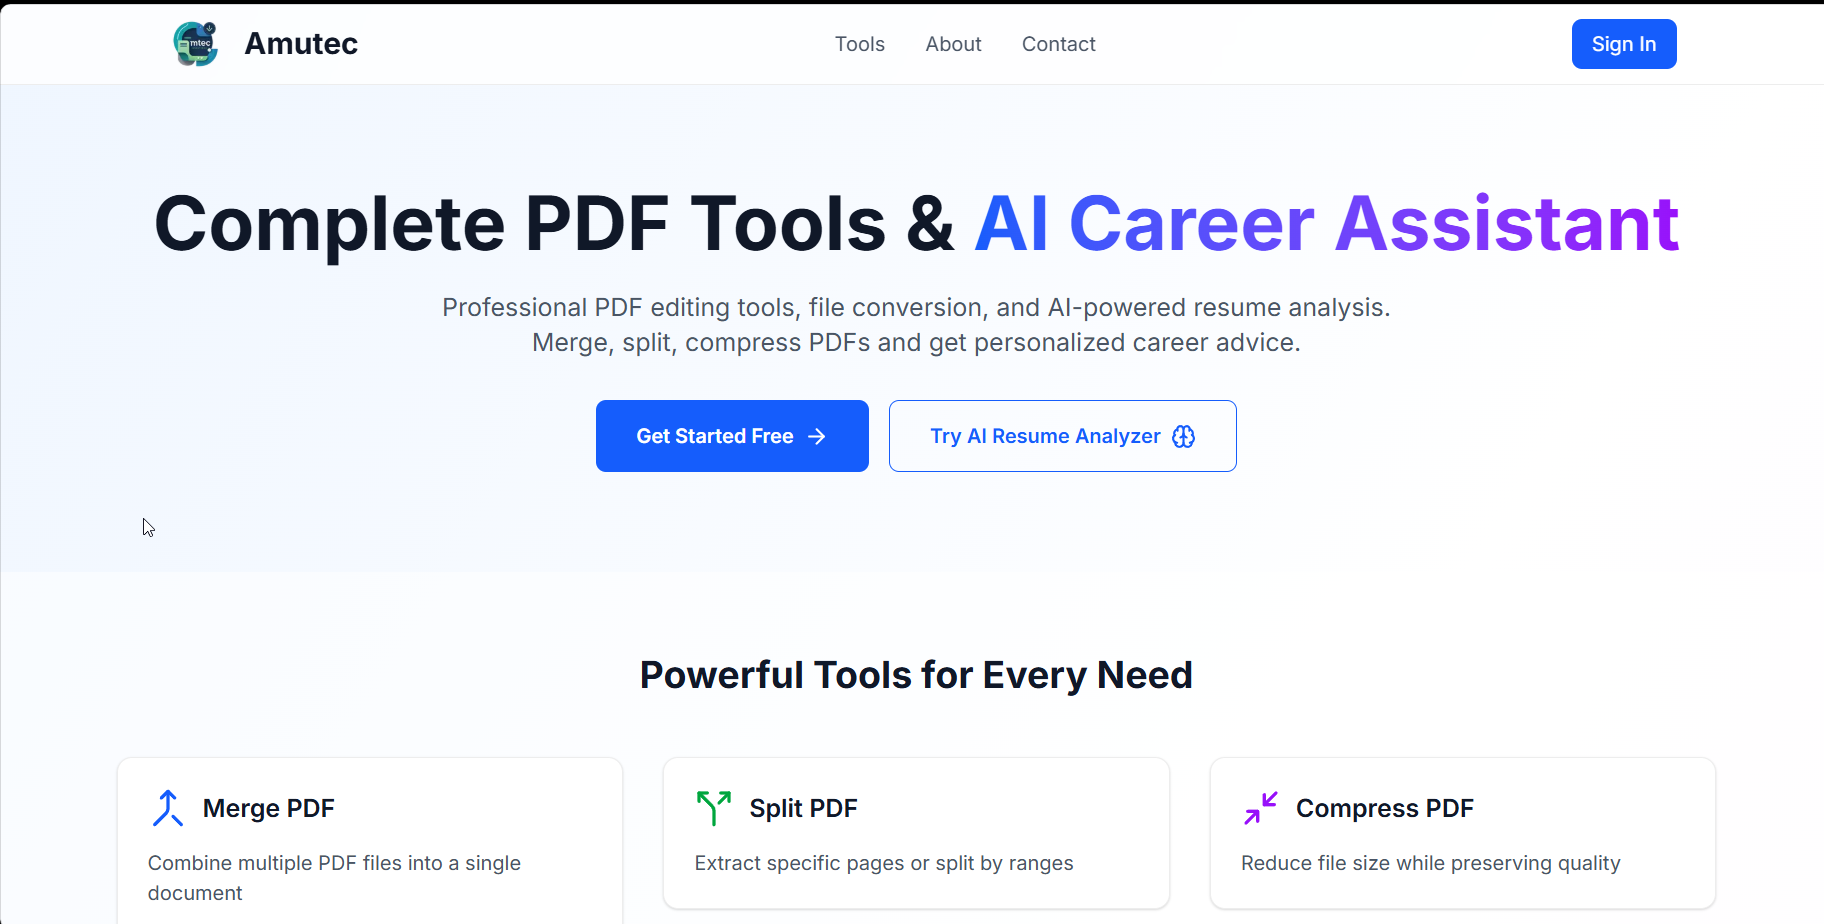 mtec
Amutec
Tools
About
Contact
Sign In
Complete PDF Tools & AI Career Assistant
Professional PDF editing tools, file conversion, and AI-powered resume analysis.
Merge, split, compress PDFs and get personalized career advice.
Get Started Free
Try AI Resume Analyzer
Powerful Tools for Every Need
Merge PDF
Combine multiple PDF files into a single
document
Split PDF
Extract specific pages or split by ranges
Compress PDF
Reduce file size while preserving quality